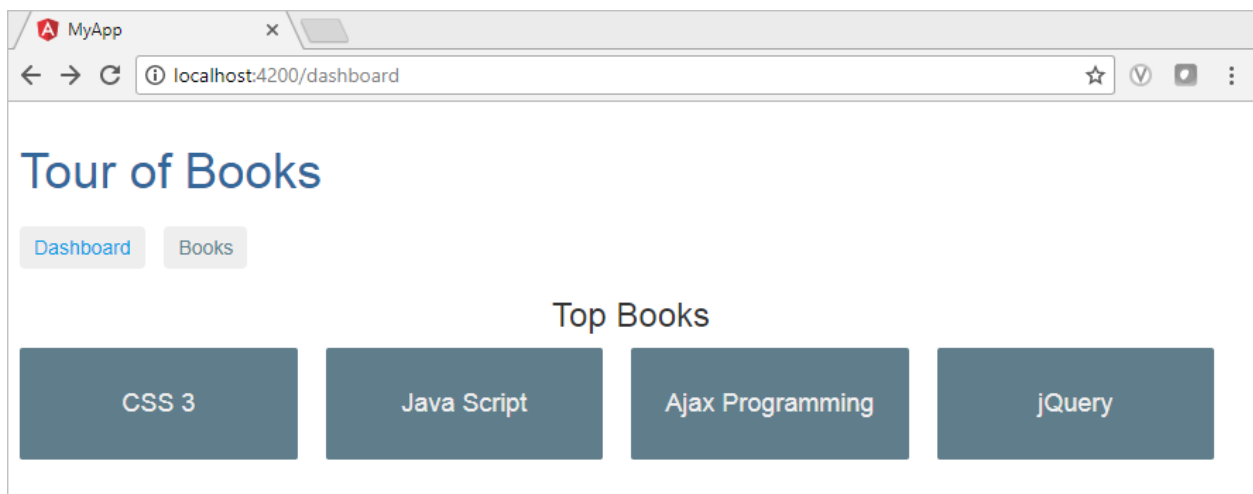 MyApp
localhost:4200/dashboard
Tour of Books
Dashboard Books
Top Books
CSS 3 Java Script Ajax Programming jQuery